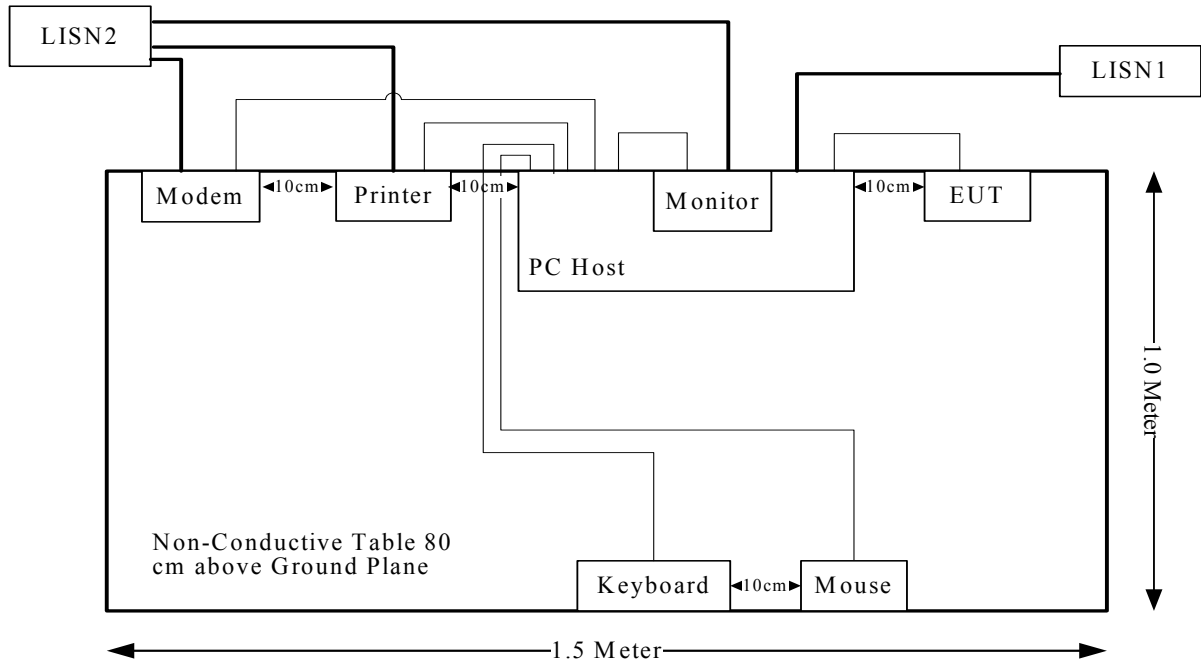 LISN2
LISN1
Modem
10cm
Printer
10cm
Monitor
10cm
EUT
PC Host
1.0 Meter
Non-Conductive Table 80
cm above Ground Plane
Keyboard
10cm
Mouse
1.5 Meter